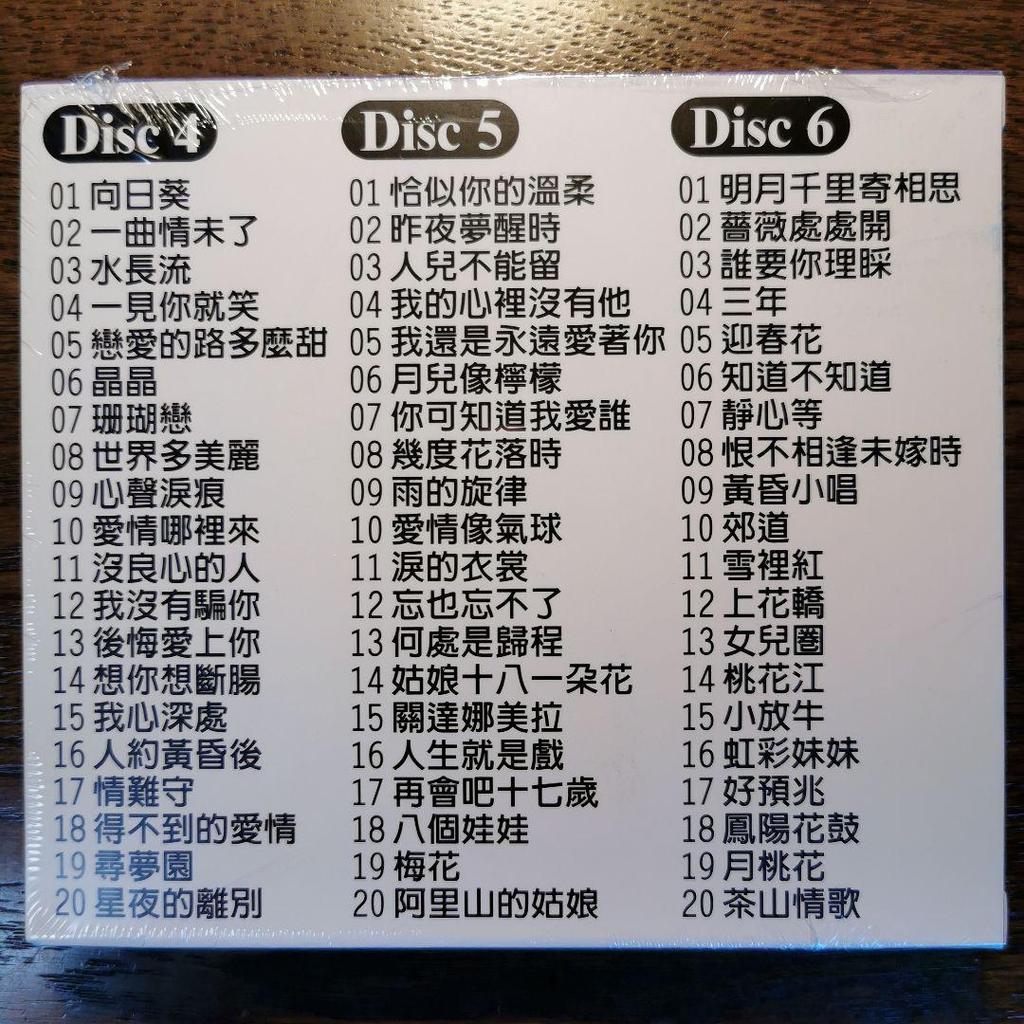 Disc 4
01 向日葵
02 一曲情未了
03 水長流
04 一見你就笑
05 戀愛的路多麼甜
06 晶晶
07 珊瑚戀
08 世界多美麗
09 心聲淚痕
10 愛情哪裡來
11 沒良心的人
12 我沒有騙你
13 後悔愛上你
14 想你想斷腸
15 我心深處
16 人約黃昏後
17 情難守
18 得不到的愛情
19 尋夢園
20 星夜的離別
Disc 5
01 恰似你的溫柔
02 昨夜夢醒時
03 人兒不能留
04 我的心裡沒有他
05 我還是永遠愛著你
06 月兒像檸檬
07 你可知道我愛誰
08 幾度花落時
09 雨的旋律
10 愛情像氣球
11 淚的衣裳
12 忘也忘不了
13 何處是歸程
14 姑娘十八一朵花
15 關達娜美拉
16 人生就是戲
17 再會吧十七歲
18 八個娃娃
19 梅花
20 阿里山的姑娘
Disc 6
01 明月千里寄相思
02 薔薇處處開
03 誰要你理睬
04 三年
05 迎春花
06 知道不知道
07 靜心等
08 恨不相逢未嫁時
09 黃昏小唱
10 郊道
11 雪裡紅
12 上花轎
13 女兒圈
14 桃花江
15 小放牛
16 虹彩妹妹
17 好預兆
18 鳳陽花鼓
19 月桃花
20 茶山情歌